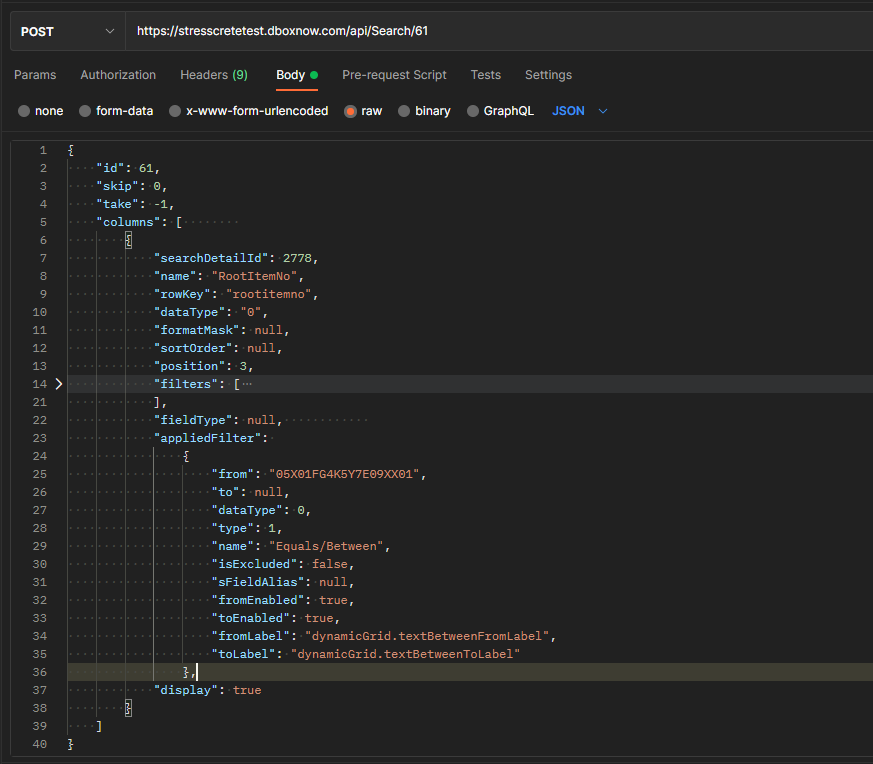 POST https://stresscretetest.dboxnow.com/api/Search/61
Params Authorization Headers (9) Body Pre-request Script Tests Settings
none form-data x-www-form-urlencoded raw binary GraphQL JSON
1 {
2 "id": 61,
3 "skip": 0,
4 "take": -1,
5 "columns": [
6 {
7 "searchDetailId": 2778,
8 "name": "RootItemNo",
9 "rowKey": "rootitemno",
10 "dataType": "0",
11 "formatMask": null,
12 "sortOrder": null,
13 "position": 3,
14 "filters": [ ...
21 ],
22 "fieldType": null,
23 "appliedFilter":
24 {
25 "from": "05X01FG4K5Y7E09XX01",
26 "to": null,
27 "dataType": 0,
28 "type": 1,
29 "name": "Equals/Between",
30 "isExcluded": false,
31 "sFieldAlias": null,
32 "fromEnabled": true,
33 "toEnabled": true,
34 "fromLabel": "dynamicGrid.textBetweenFromLabel",
35 "toLabel": "dynamicGrid.textBetweenToLabel"
36 },
37 "display": true
38 }
39 ]
40 }